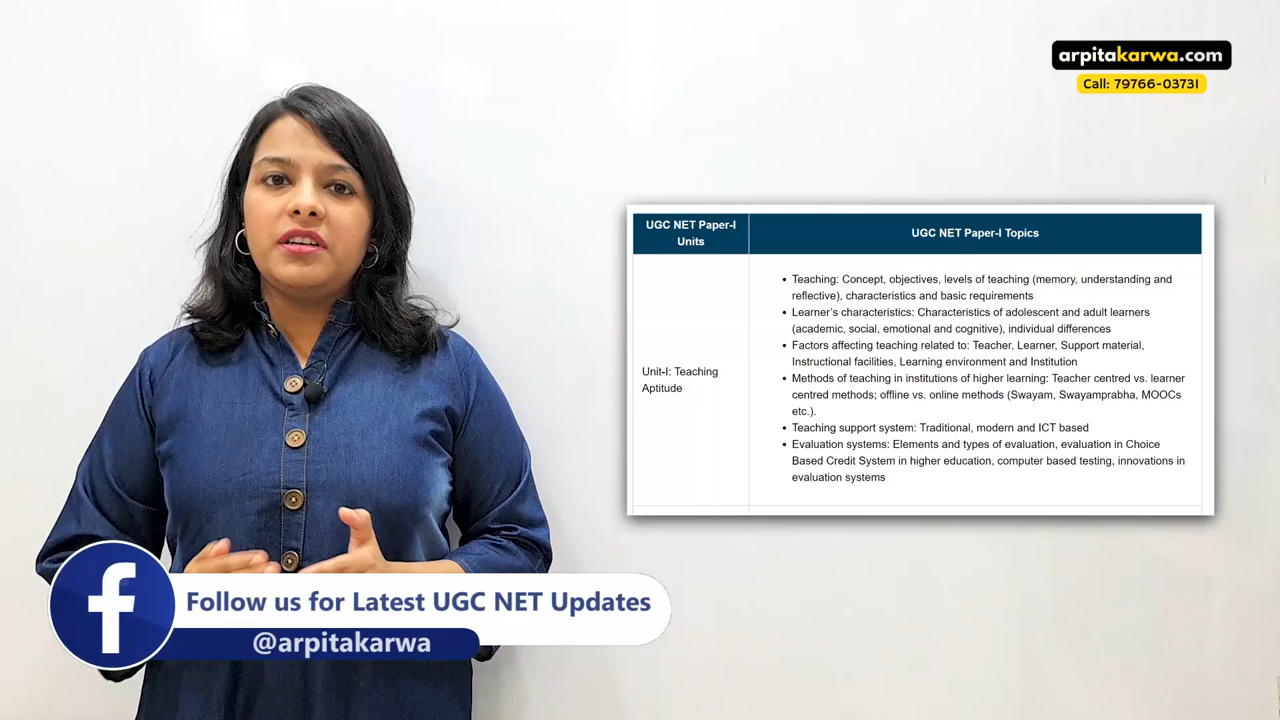 arpitakarwa.com
Call: 79766-03731
UGC NET Paper-I
Units
UGC NET Paper-I Topics
Unit-I: Teaching
Aptitude
• Teaching: Concept, objectives, levels of teaching (memory, understanding and
reflective), characteristics and basic requirements
• Learner's characteristics: Characteristics of adolescent and adult learners
(academic, social, emotional and cognitive), individual differences
• Factors affecting teaching related to: Teacher, Learner, Support material,
Instructional facilities, Learning environment and Institution
• Methods of teaching in institutions of higher learning: Teacher centred vs. learner
centred methods; offline vs. online methods (Swayam, Swayamprabha, MOOCs
etc.).
• Teaching support system: Traditional, modern and ICT based
• Evaluation systems: Elements and types of evaluation, evaluation in Choice
Based Credit System in higher education, computer based testing, innovations in
evaluation systems
Follow us for Latest UGC NET Updates
@arpitakarwa